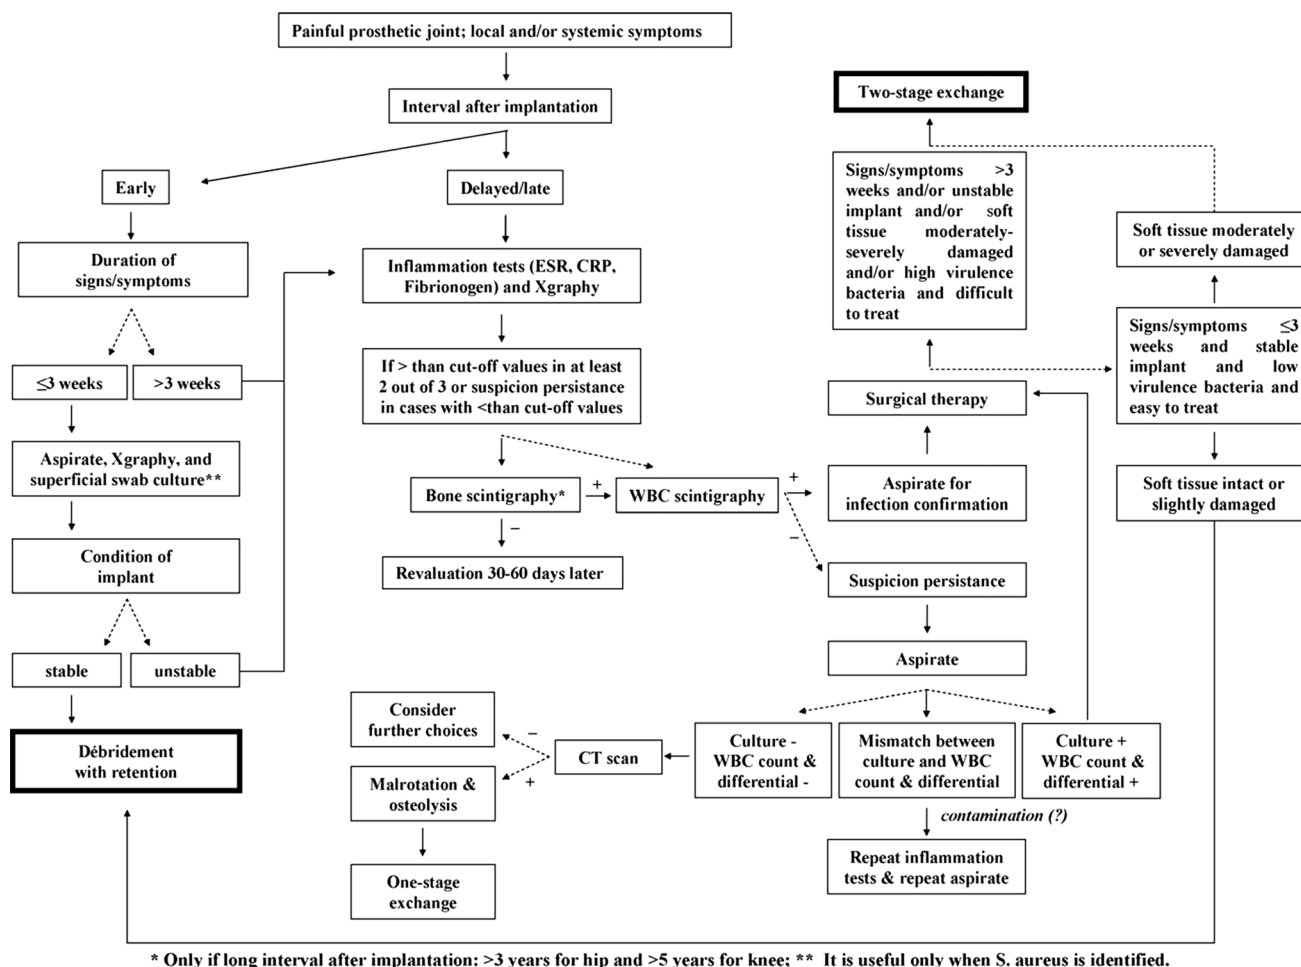 Painful prosthetic joint; local and/or systemic symptoms
Interval after implantation
Early
Delayed/late
Duration of
signs/symptoms
≤3 weeks
>3 weeks
Aspirate, Xgraphy, and
superficial swab culture**
Condition of
implant
stable
unstable
Débridement
with retention
Inflammation tests (ESR, CRP,
Fibrionogen) and Xgraphy
If > than cut-off values in at least
2 out of 3 or suspicion persistance
in cases with <than cut-off values
Bone scintigraphy*
+
WBC scintigraphy
–
Revaluation 30-60 days later
+
–
Aspirate for
infection confirmation
Surgical therapy
Two-stage exchange
Signs/symptoms >3
weeks and/or unstable
implant and/or soft
tissue moderately-
severely damaged
and/or high virulence
bacteria and difficult
to treat
Soft tissue moderately
or severely damaged
Signs/symptoms ≤3
weeks and stable
implant and low
virulence bacteria and
easy to treat
Soft tissue intact or
slightly damaged
Suspicion persistance
Aspirate
Culture -
WBC count &
differential -
Mismatch between
culture and WBC
count & differential
Culture +
WBC count &
differential +
contamination (?)
Repeat inflammation
tests & repeat aspirate
CT scan
–
+
Consider
further choices
Malrotation &
osteolysis
One-stage
exchange
* Only if long interval after implantation: >3 years for hip and >5 years for knee; ** It is useful only when S. aureus is identified.